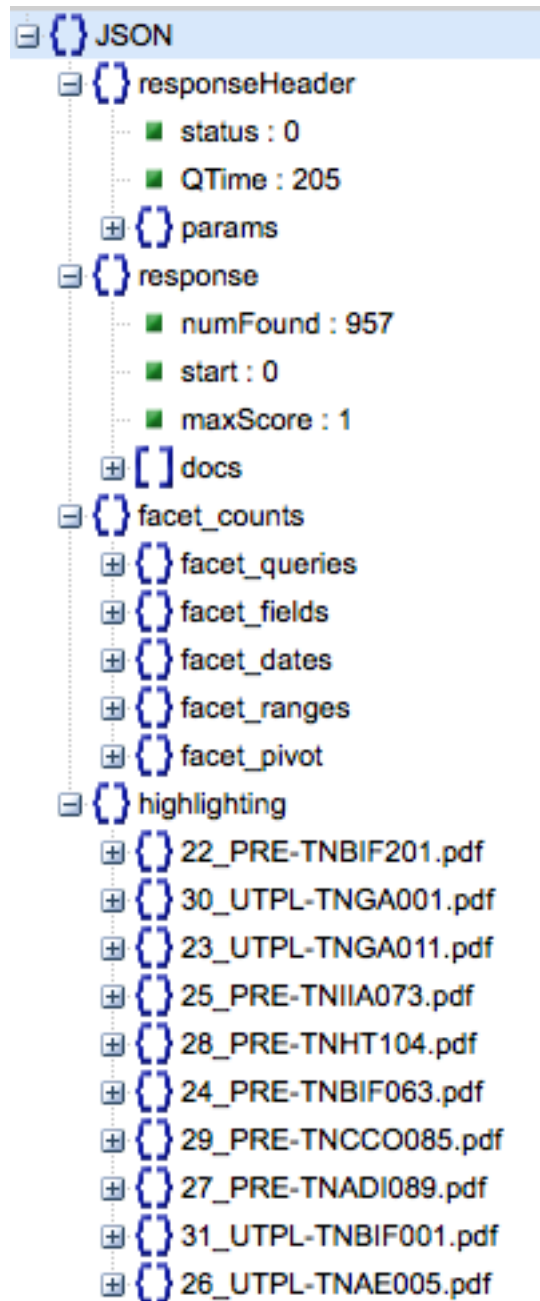 JSON
responseHeader
status : 0
QTime : 205
params
response
numFound : 957
start : 0
maxScore : 1
docs
facet_counts
facet_queries
facet_fields
facet_dates
facet_ranges
facet_pivot
highlighting
22_PRE-TNBIF201.pdf
30_UTPL-TNGA001.pdf
23_UTPL-TNGA011.pdf
25_PRE-TNIIA073.pdf
28_PRE-TNHT104.pdf
24_PRE-TNBIF063.pdf
29_PRE-TNCCO085.pdf
27_PRE-TNADI089.pdf
31_UTPL-TNBIF001.pdf
26_UTPL-TNAE005.pdf